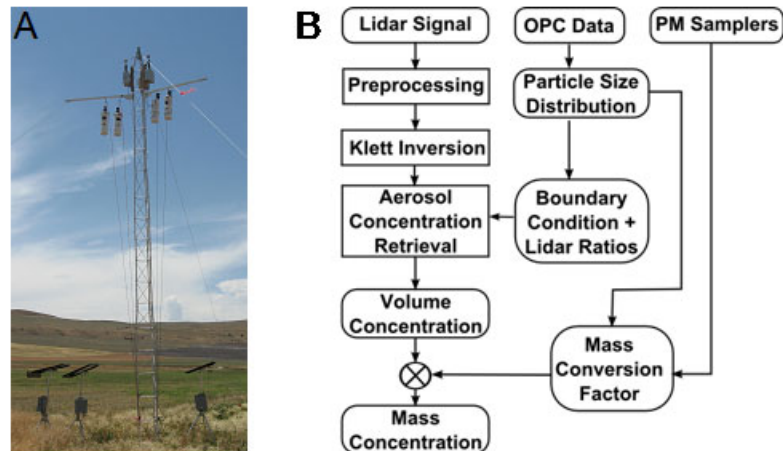 A
B
Lidar Signal
OPC Data
PM Samplers
Preprocessing
Particle Size
Distribution
Klett Inversion
Aerosol
Concentration
Retrieval
Boundary
Condition +
Lidar Ratios
Volume
Concentration
Mass
Conversion
Factor
Mass
Concentration